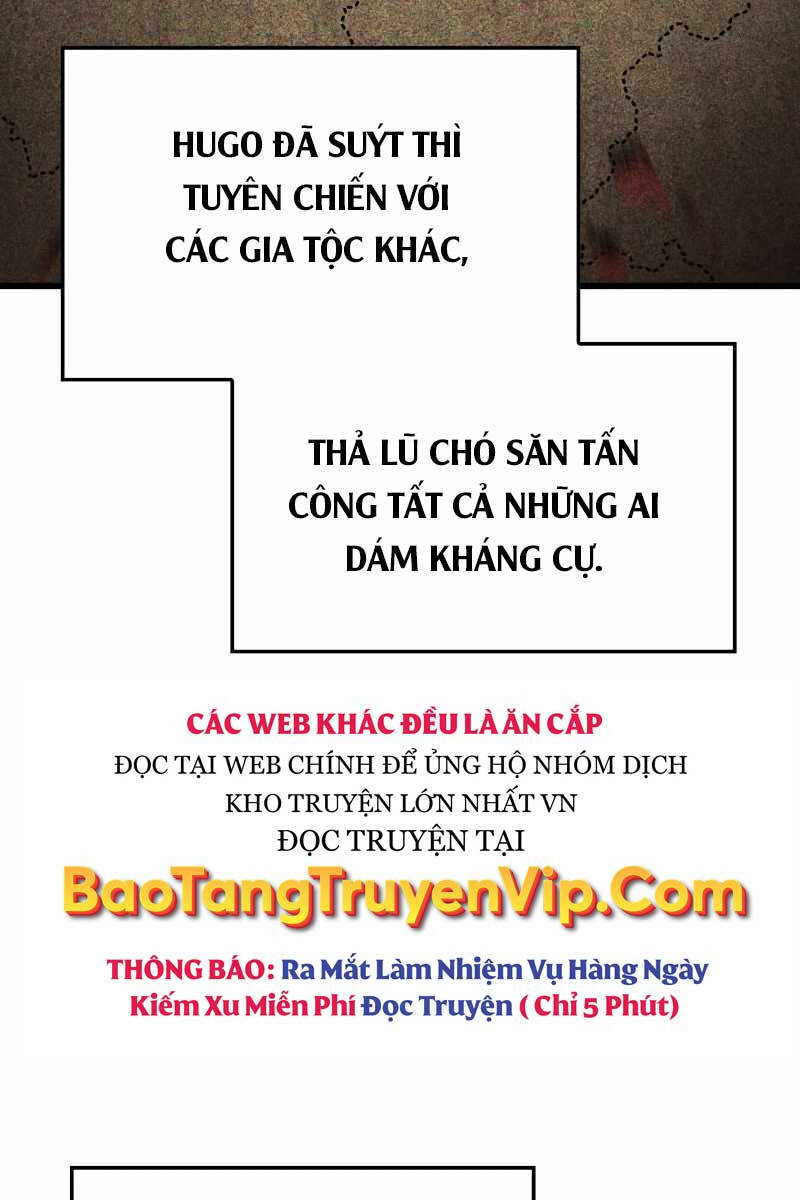 HUGO ĐÃ SUÝT THÌ
TUYÊN CHIẾN VỚI
CÁC GIA TỘC KHÁC,
THẢ LŨ CHÓ SĂN TẤN
CÔNG TẤT CẢ NHỮNG AI
DÁM KHÁNG CỰ.
CÁC WEB KHÁC ĐỀU LÀ ĂN CẮP
ĐỌC TẠI WEB CHÍNH ĐỂ ỦNG HỘ NHÓM DỊCH
KHO TRUYỆN LỚN NHẤT VN
ĐỌC TRUYỆN TẠI
BaoTangTruyenVip.Com
THÔNG BÁO: Ra Mắt Làm Nhiệm Vụ Hàng Ngày
Kiếm Xu Miễn Phí Đọc Truyện ( Chỉ 5 Phút)